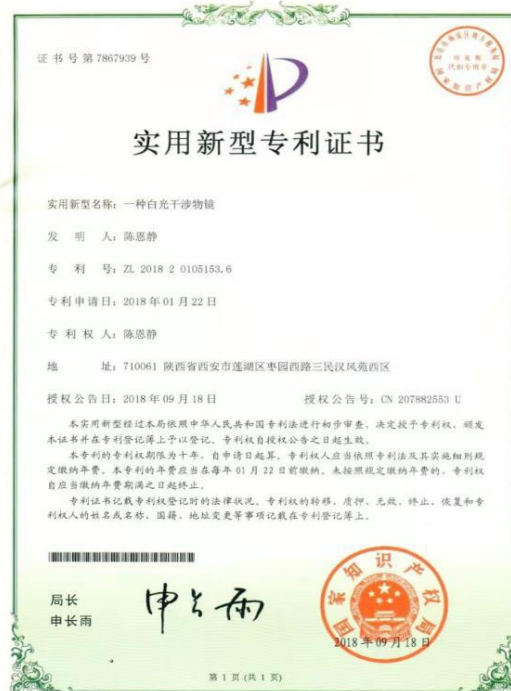 证书号第7867939号
实用新型专利证书
实用新型名称：一种白光干涉物镜
发 明 人：陈恩静
专 利 号：ZL 2018 2 0105153.6
专利申请日：2018年01月22日
专 利 权 人：陈恩静
地 址：710061 陕西省西安市莲湖区枣园西路三民汉风苑西区
授权公告日：2018年09月18日 授权公告号：CN 207882553 U
本实用新型经过本局依照中华人民共和国专利法进行初步审查，决定授予专利权，颁发
本证书并在专利登记簿上予以登记。专利权自授权公告之日起生效。
本专利的专利权期限为十年，自申请日起算。专利权人应当依照专利法及其实施细则规
定缴纳年费。本专利的年费应当在每年01月22日前缴纳。未按照规定缴纳年费的，专利权
自应当缴纳年费期满之日起终止。
专利证书记载专利权登记时的法律状况。专利权的转移、质押、无效、终止、恢复和专
利权人的姓名或名称、国籍、地址变更等事项记载在专利登记簿上。
局长
申长雨
申长雨
国家知识产权局
2018年09月18日
第 1 页 (共 1 页)